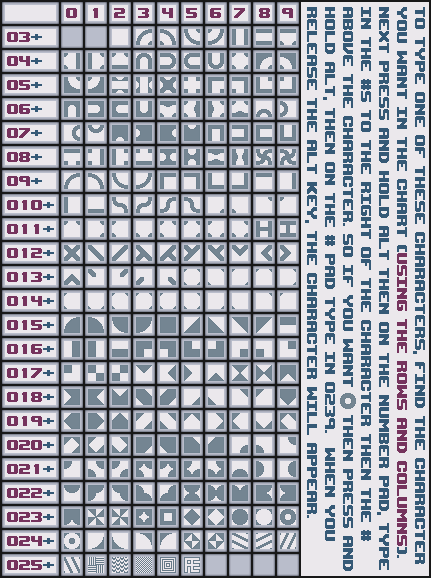 0 1 2 3 4 5 6 7 8 9
03+
04+
05+
06+
07+
08+
09+
010+
011+
012+
013+
014+
015+
016+
017+
018+
019+
020+
021+
022+
023+
024+
025+
TO TYPE ONE OF THESE CHARACTERS, FIND THE
YOU WANT IN THE CHART (USING THE ROWS AND COLUMNS).
NEXT PRESS AND HOLD ALT THEN ON THE NUMBER PAD, TYPE
IN THE #S TO THE RIGHT OF THE CHARACTER THEN THE #
ABOVE THE CHARACTER. SO IF YOU WANT THEN PRESS AND
HOLD ALT, THEN ON THE # PAD TYPE IN 0239. WHEN YOU
RELEASE THE ALT KEY, THE CHARACTER WILL APPEAR.